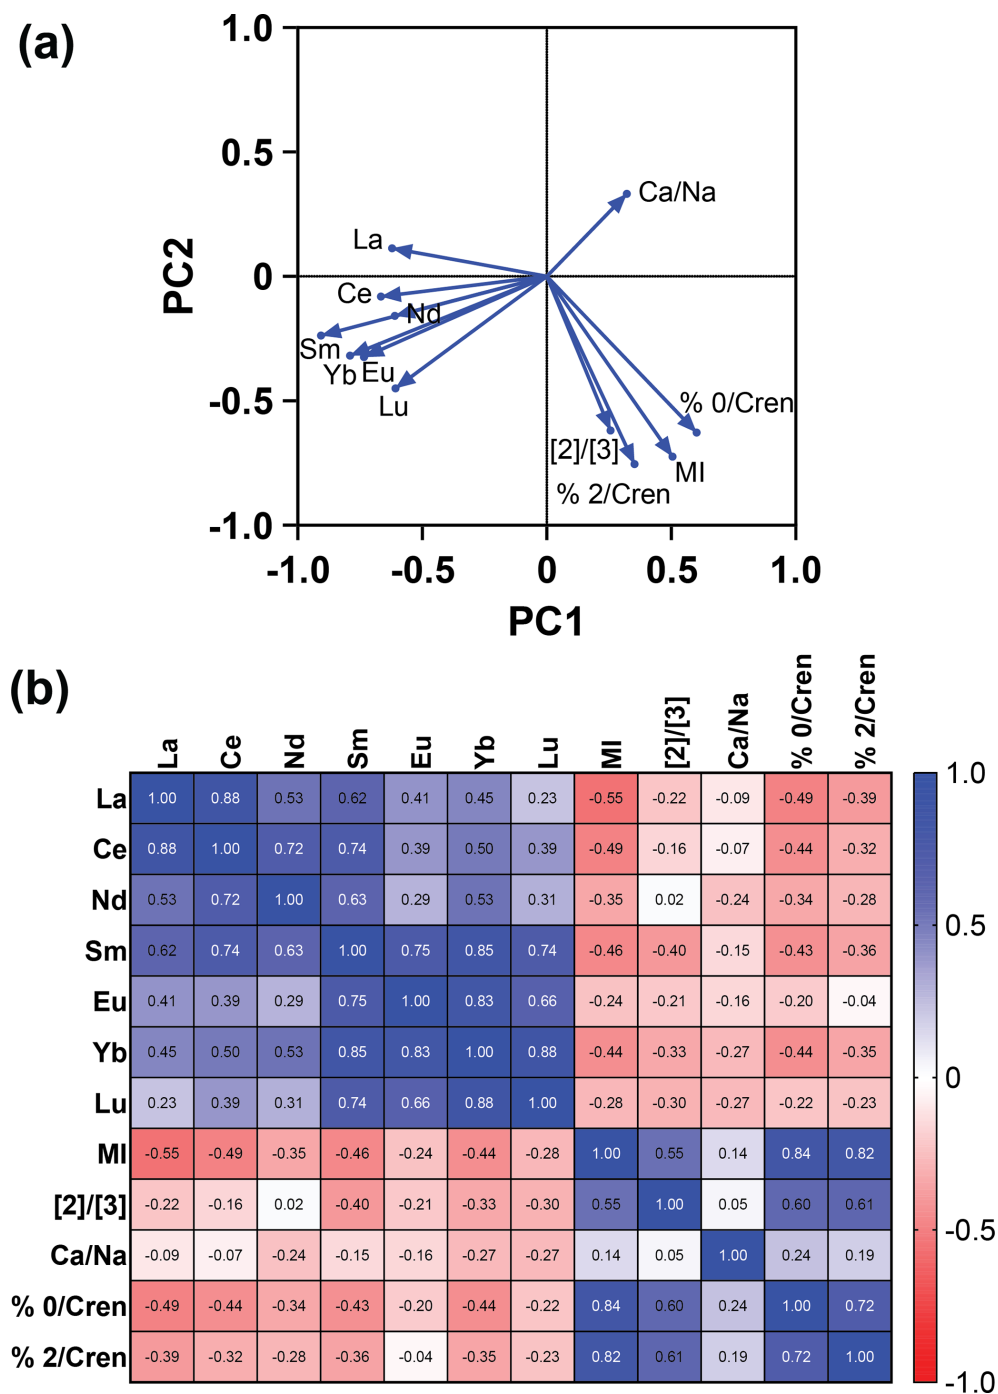 (a)
1.0
0.5
0
-0.5
-1.0
PC2
Ca/Na
La
Ce
Nd
Sm
Yb
Eu
Lu
% 0/Cren
[2]/[3]
MI
% 2/Cren
-1.0 -0.5 0 0.5 1.0
PC1
(b)
La Ce Nd Sm Eu Yb Lu MI [2]/[3] Ca/Na % 0/Cren % 2/Cren
La 1.00 0.88 0.53 0.62 0.41 0.45 0.23 -0.55 -0.22 -0.09 -0.49 -0.39
Ce 0.88 1.00 0.72 0.74 0.39 0.50 0.39 -0.49 -0.16 -0.07 -0.44 -0.32
Nd 0.53 0.72 1.00 0.63 0.29 0.53 0.31 -0.35 0.02 -0.24 -0.34 -0.28
Sm 0.62 0.74 0.63 1.00 0.75 0.85 0.74 -0.46 -0.40 -0.15 -0.43 -0.36
Eu 0.41 0.39 0.29 0.75 1.00 0.83 0.66 -0.24 -0.21 -0.16 -0.20 -0.04
Yb 0.45 0.50 0.53 0.85 0.83 1.00 0.88 -0.44 -0.33 -0.27 -0.44 -0.35
Lu 0.23 0.39 0.31 0.74 0.66 0.88 1.00 -0.28 -0.30 -0.27 -0.22 -0.23
MI -0.55 -0.49 -0.35 -0.46 -0.24 -0.44 -0.28 1.00 0.55 0.14 0.84 0.82
[2]/[3] -0.22 -0.16 0.02 -0.40 -0.21 -0.33 -0.30 0.55 1.00 0.05 0.60 0.61
Ca/Na -0.09 -0.07 -0.24 -0.15 -0.16 -0.27 -0.27 0.14 0.05 1.00 0.24 0.19
% 0/Cren -0.49 -0.44 -0.34 -0.43 -0.20 -0.44 -0.22 0.84 0.60 0.24 1.00 0.72
% 2/Cren -0.39 -0.32 -0.28 -0.36 -0.04 -0.35 -0.23 0.82 0.61 0.19 0.72 1.00
1.0
0.5
0
-0.5
-1.0